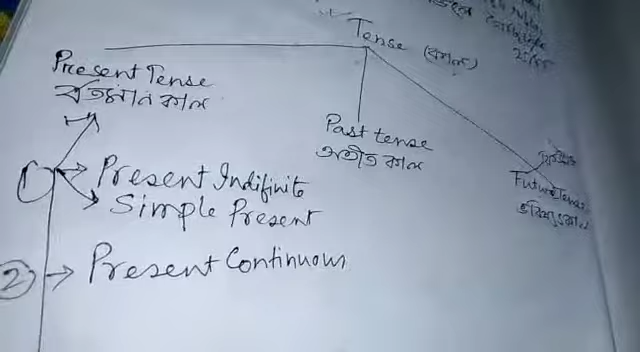 Tense (কাল)
Present Tense
বর্তমান কাল
Past tense
অতীত কাল
Future Tense
ভবিষ্যৎ কাল
1
Present Indifinite
Simple Present
2 → Present Continuous